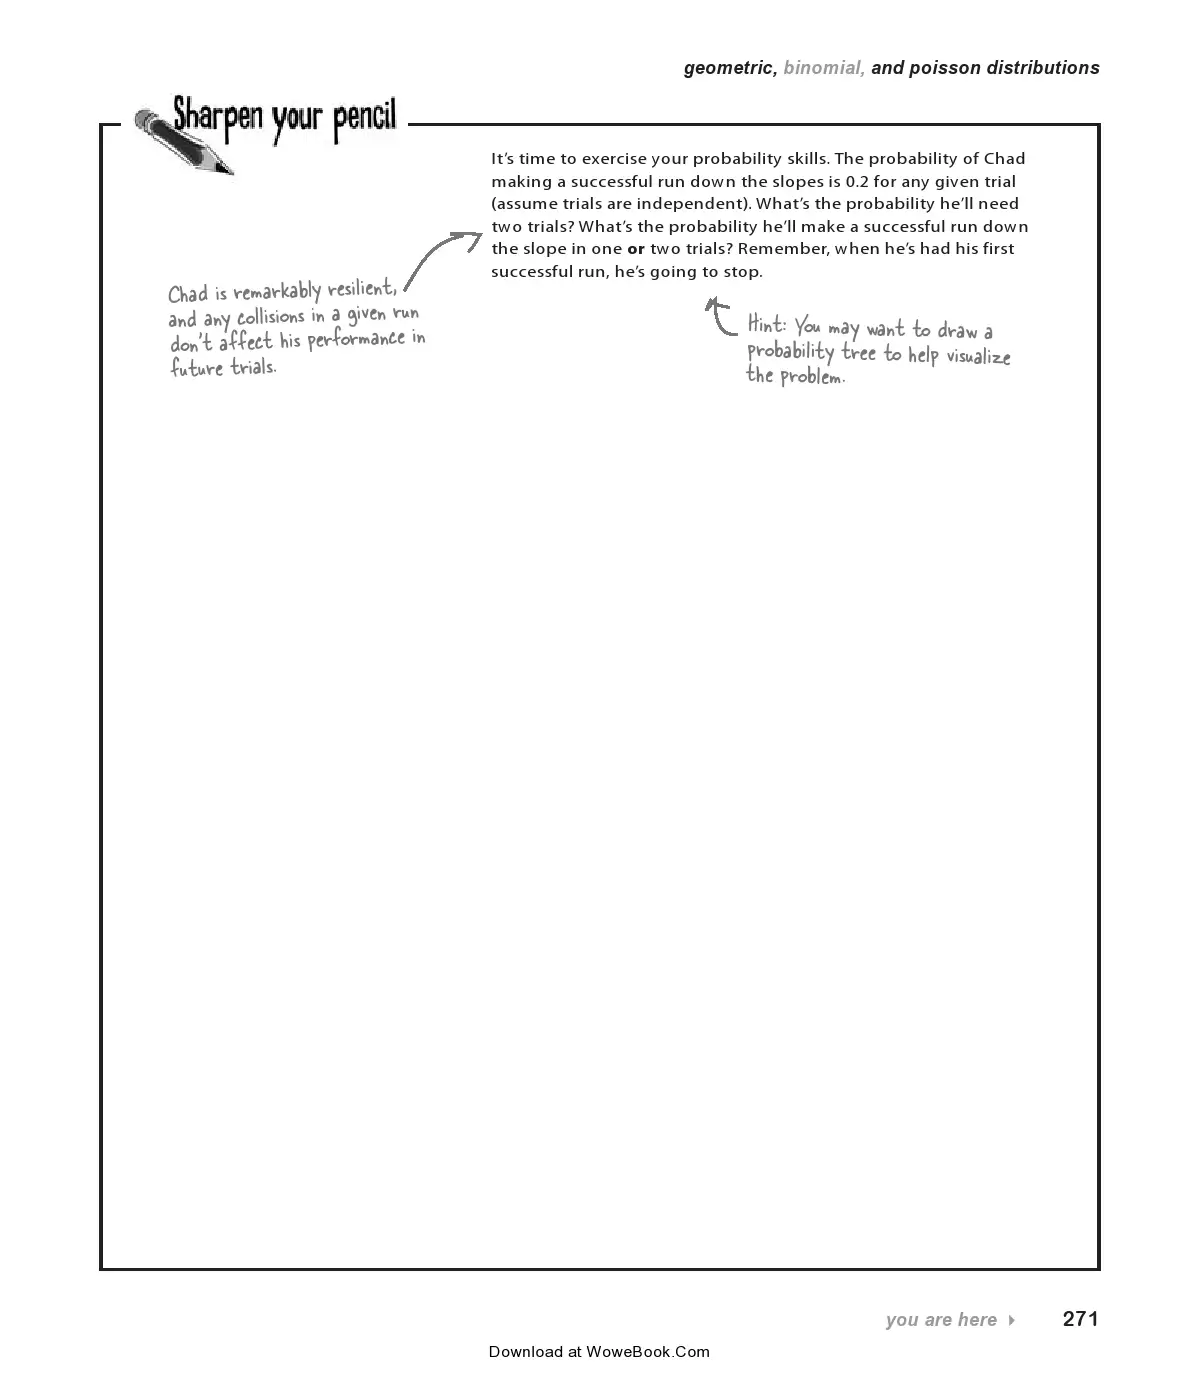 geometric, binomial, and poisson distributions
Sharpen your pencil
It's time to exercise your probability skills. The probability of Chad
making a successful run down the slopes is 0.2 for any given trial
(assume trials are independent). What's the probability he'll need
two trials? What's the probability he'll make a successful run down
the slope in one or two trials? Remember, when he's had his first
successful run, he's going to stop.
Chad is remarkably resilient,
and any collisions in a given run
don't affect his performance in
future trials.
Hint: You may want to draw a
probability tree to help visualize
the problem.
you are here
271
Download at WoweBook.Com